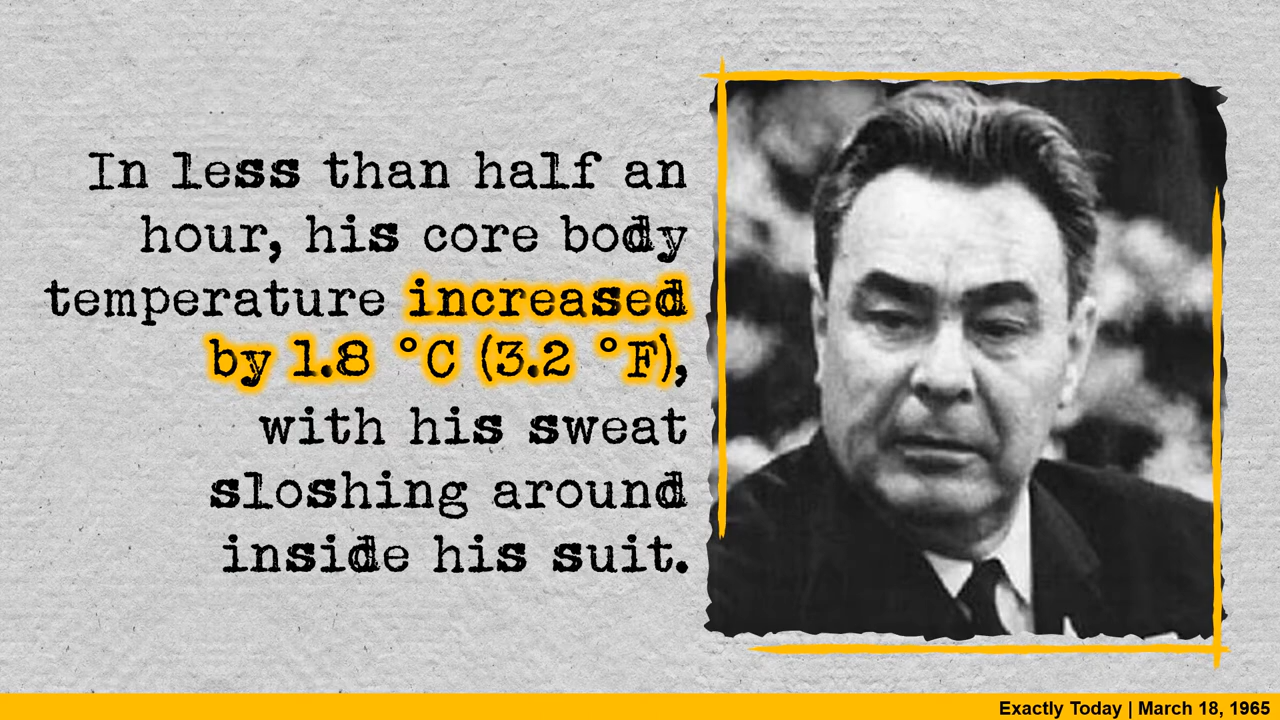 In less than half an
hour, his core body
temperature increased
by 1.8 °C (3.2 °F),
with his sweat
sloshing around
inside his suit.
Exactly Today | March 18, 1965